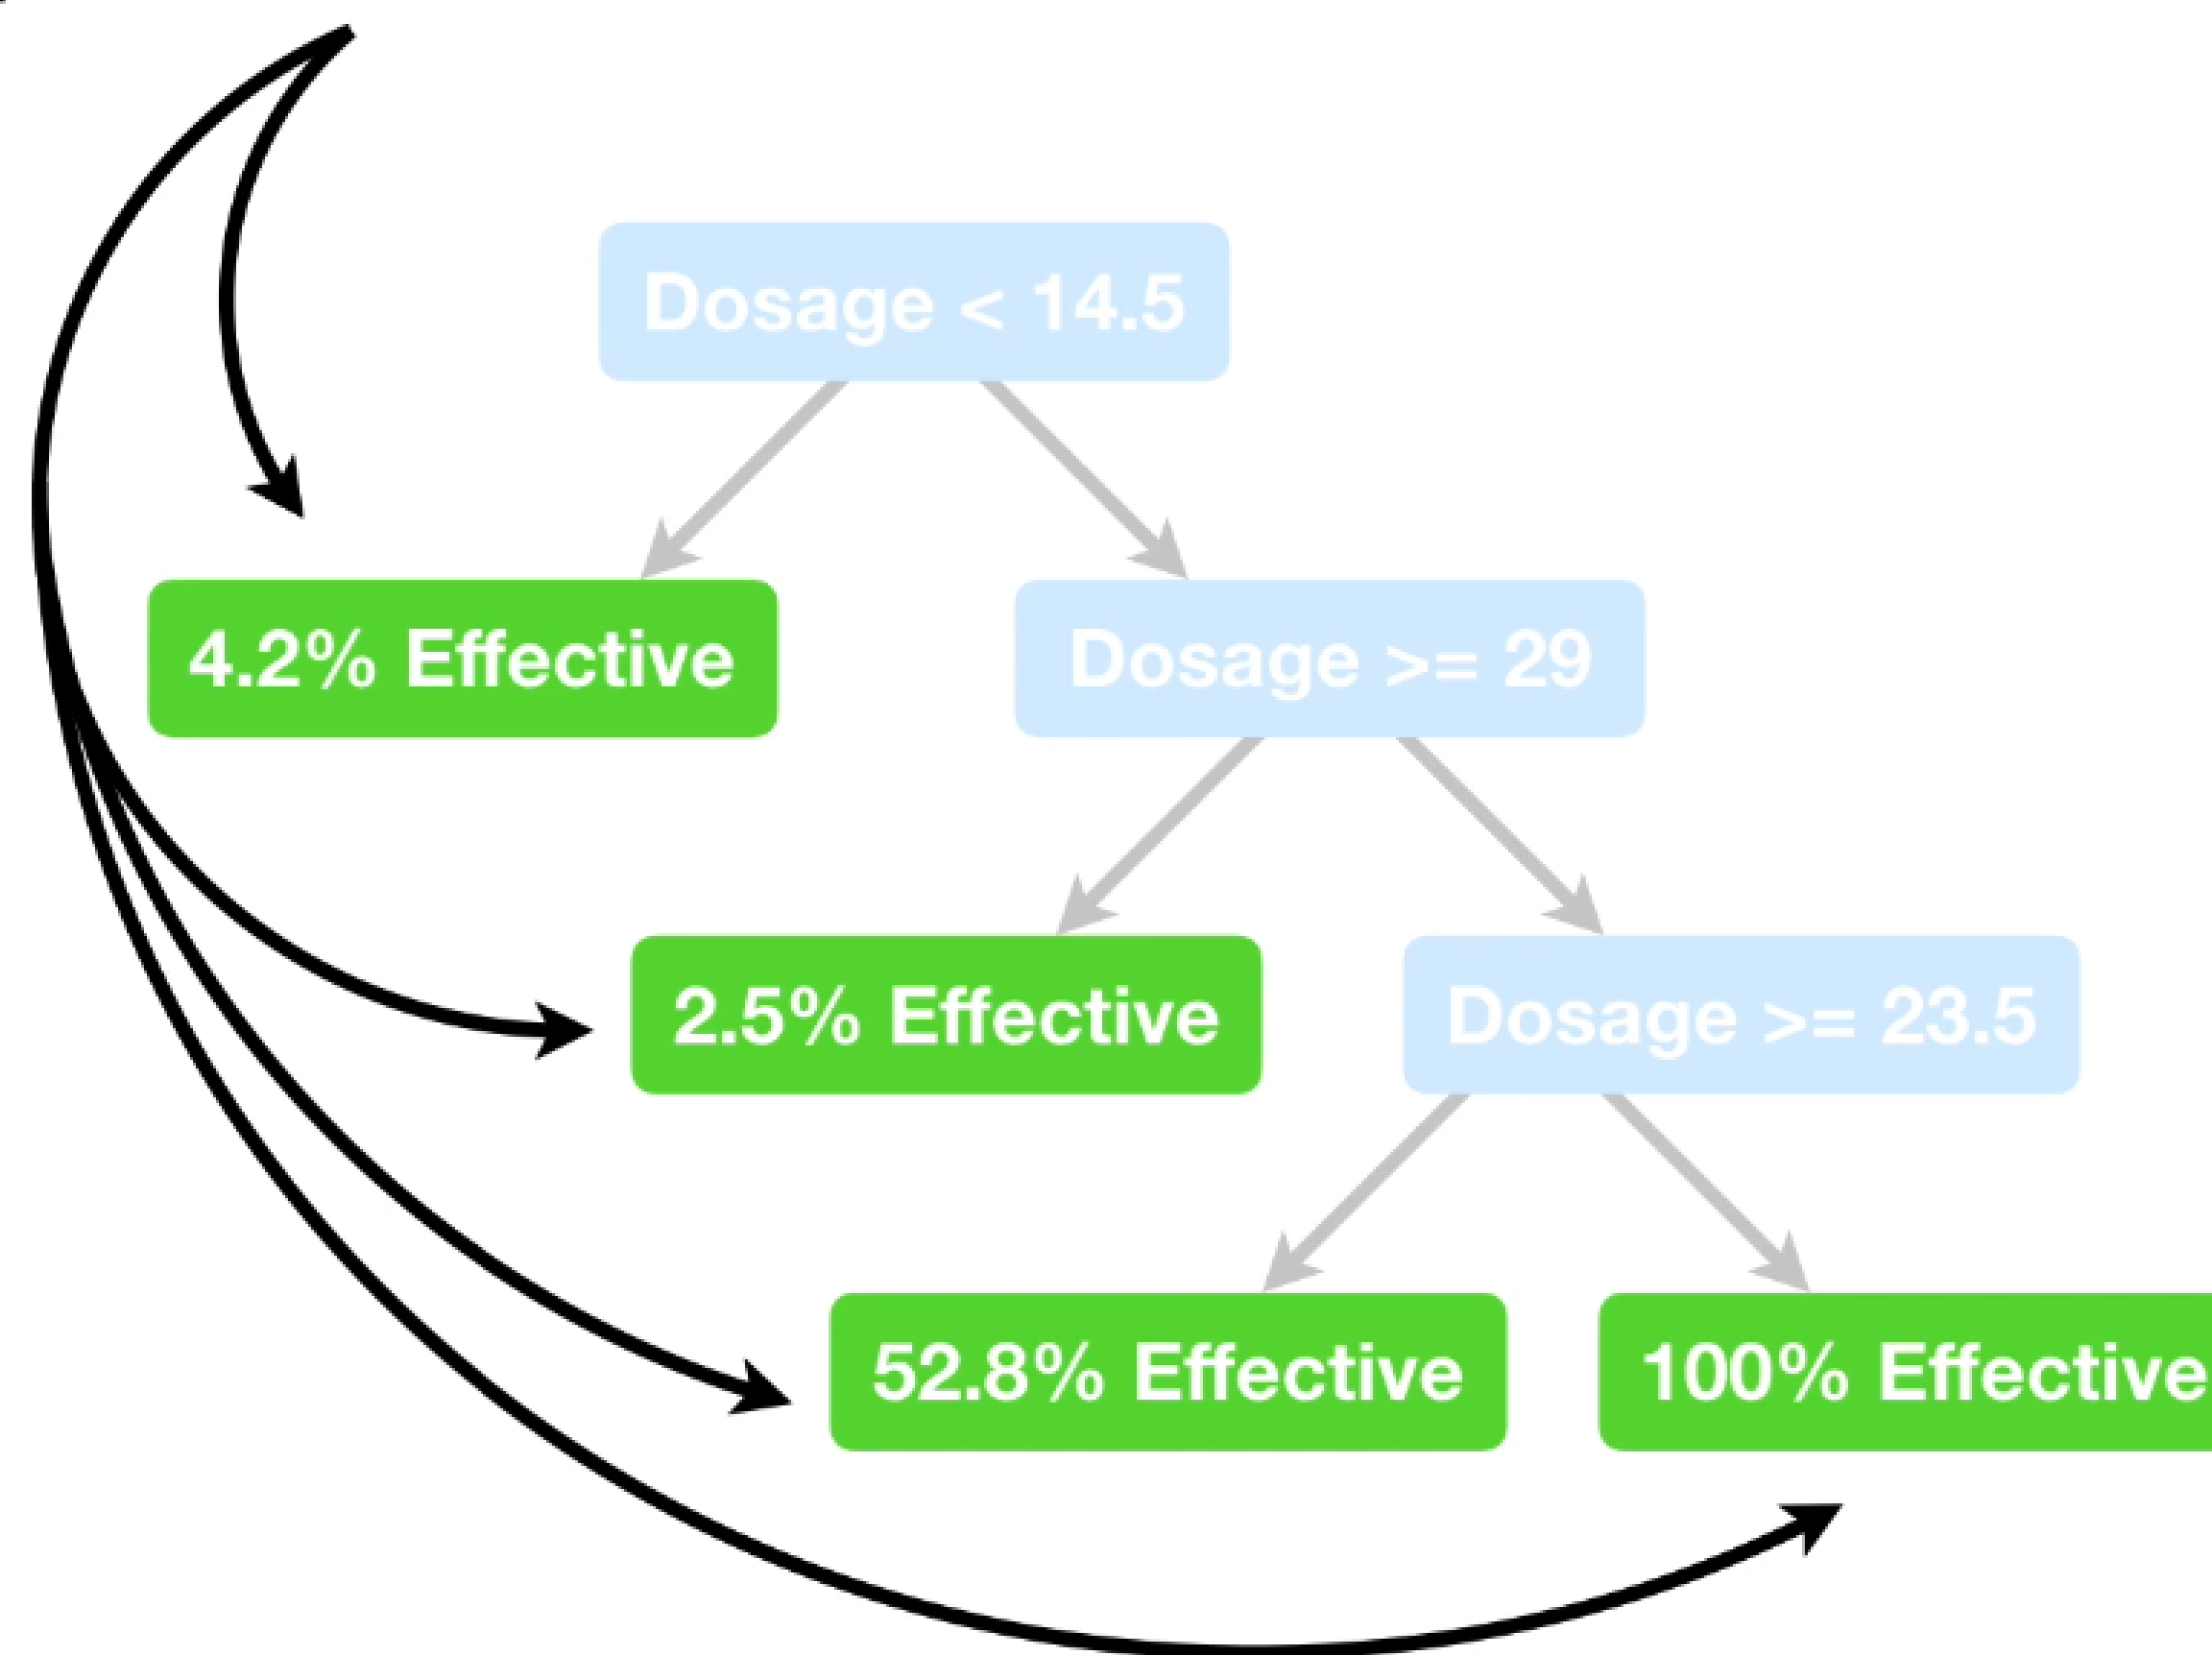 Dosage < 14.5
4.2% Effective
Dosage >= 29
2.5% Effective
Dosage >= 23.5
52.8% Effective
100% Effective